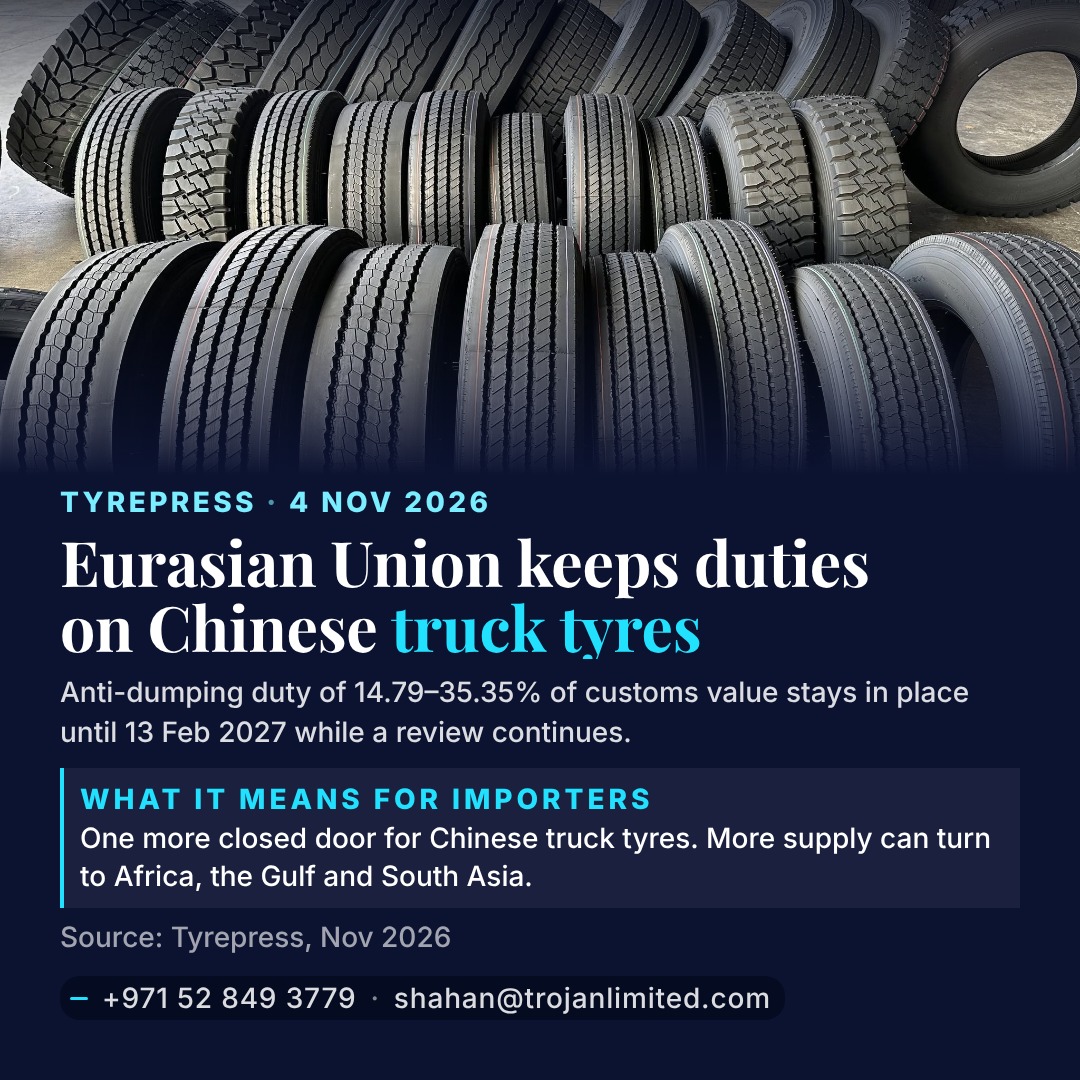 TYREPRESS · 4 NOV 2026
Eurasian Union keeps duties
on Chinese truck tyres
Anti-dumping duty of 14.79–35.35% of customs value stays in place
until 13 Feb 2027 while a review continues.
WHAT IT MEANS FOR IMPORTERS
One more closed door for Chinese truck tyres. More supply can turn
to Africa, the Gulf and South Asia.
Source: Tyrepress, Nov 2026
– +971 52 849 3779 · shahan@trojanlimited.com